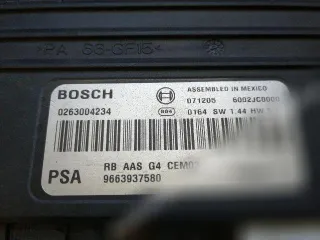 >PA 66-GF15<
BOSCH
ASSEMBLED IN MEXICO
071205 6002JC0000
0263004234
0164 SW 1.44 HW
RB AAS G4
PSA
9663937580